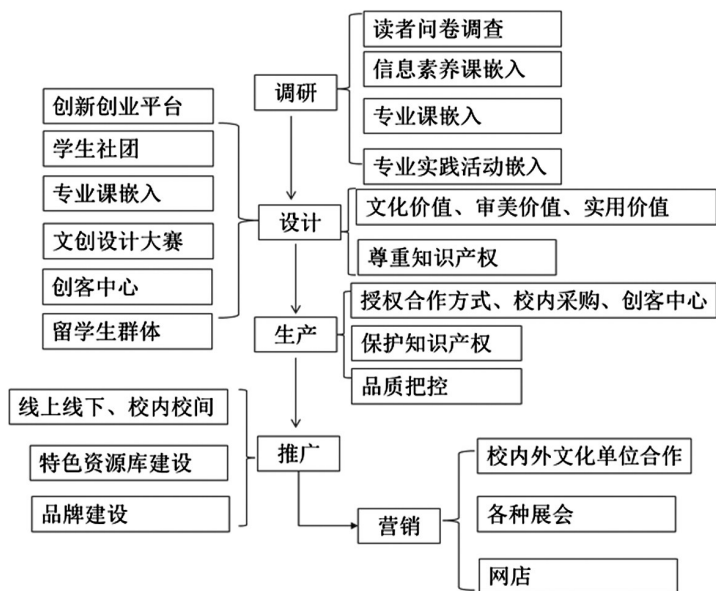 读者问卷调查
信息素养课嵌入
调研
专业课嵌入
专业实践活动嵌入
创新创业平台
学生社团
专业课嵌入
文创设计大赛
创客中心
留学生群体
设计
文化价值、审美价值、实用价值
尊重知识产权
生产
授权合作方式、校内采购、创客中心
保护知识产权
品质把控
线上线下、校内校间
特色资源库建设
品牌建设
推广
营销
校内外文化单位合作
各种展会
网店